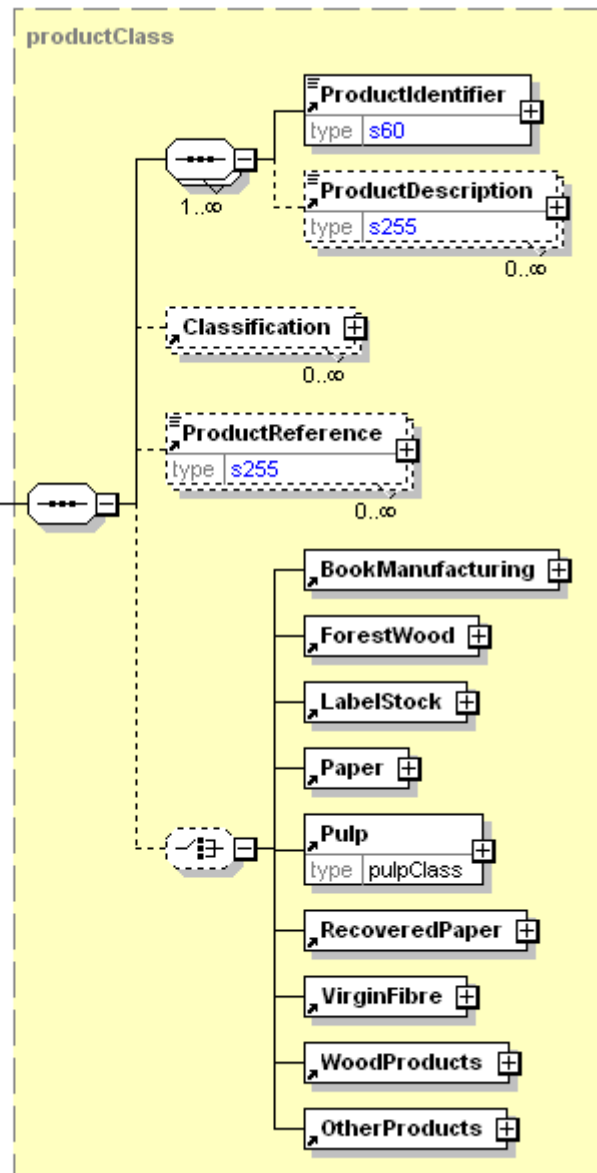 productClass
ProductIdentifier
type s60
ProductDescription
type s255
1..∞
0..∞
Classification
0..∞
ProductReference
type s255
0..∞
BookManufacturing
ForestWood
LabelStock
Paper
Pulp
type pulpClass
RecoveredPaper
VirginFibre
WoodProducts
OtherProducts